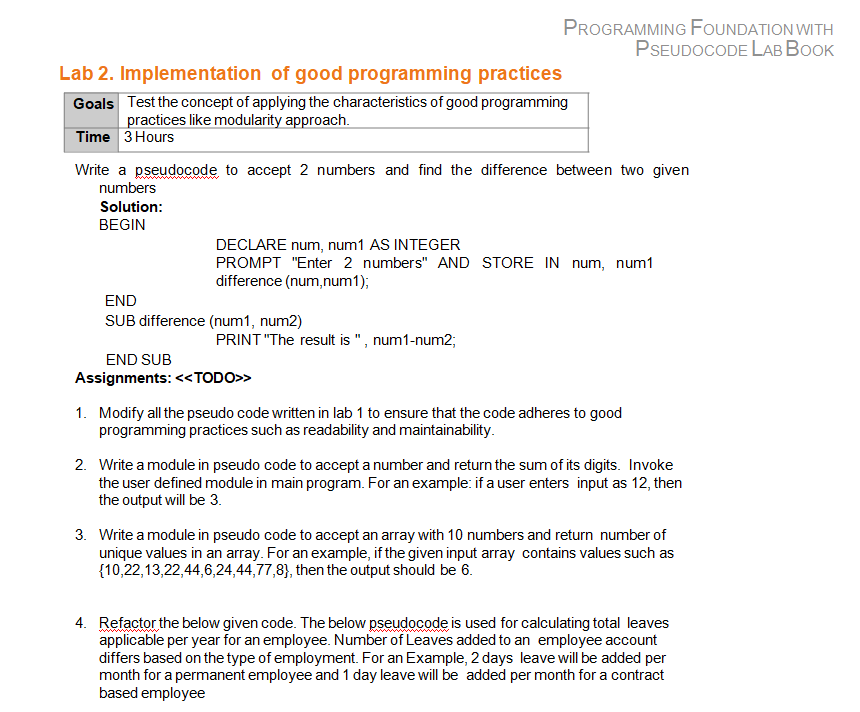 PROGRAMMING FOUNDATION WITH
PSEUDOCODE LAB BOOK
Lab 2. Implementation of good programming practices
Goals Test the concept of applying the characteristics of good programming
practices like modularity approach.
Time 3 Hours
Write a pseudocode to accept 2 numbers and find the difference between two given
numbers
Solution:
BEGIN
DECLARE num, num1 AS INTEGER
PROMPT "Enter 2 numbers" AND STORE IN num, num1
difference (num,num1);
END
SUB difference (num1, num2)
PRINT "The result is " , num1-num2;
END SUB
Assignments: <<TODO>>
1. Modify all the pseudo code written in lab 1 to ensure that the code adheres to good
programming practices such as readability and maintainability.
2. Write a module in pseudo code to accept a number and return the sum of its digits. Invoke
the user defined module in main program. For an example: if a user enters input as 12, then
the output will be 3.
3. Write a module in pseudo code to accept an array with 10 numbers and return number of
unique values in an array. For an example, if the given input array contains values such as
{10,22,13,22,44,6,24,44,77,8}, then the output should be 6.
4. Refactor the below given code. The below pseudocode is used for calculating total leaves
applicable per year for an employee. Number of Leaves added to an employee account
differs based on the type of employment. For an Example, 2 days leave will be added per
month for a permanent employee and 1 day leave will be added per month for a contract
based employee